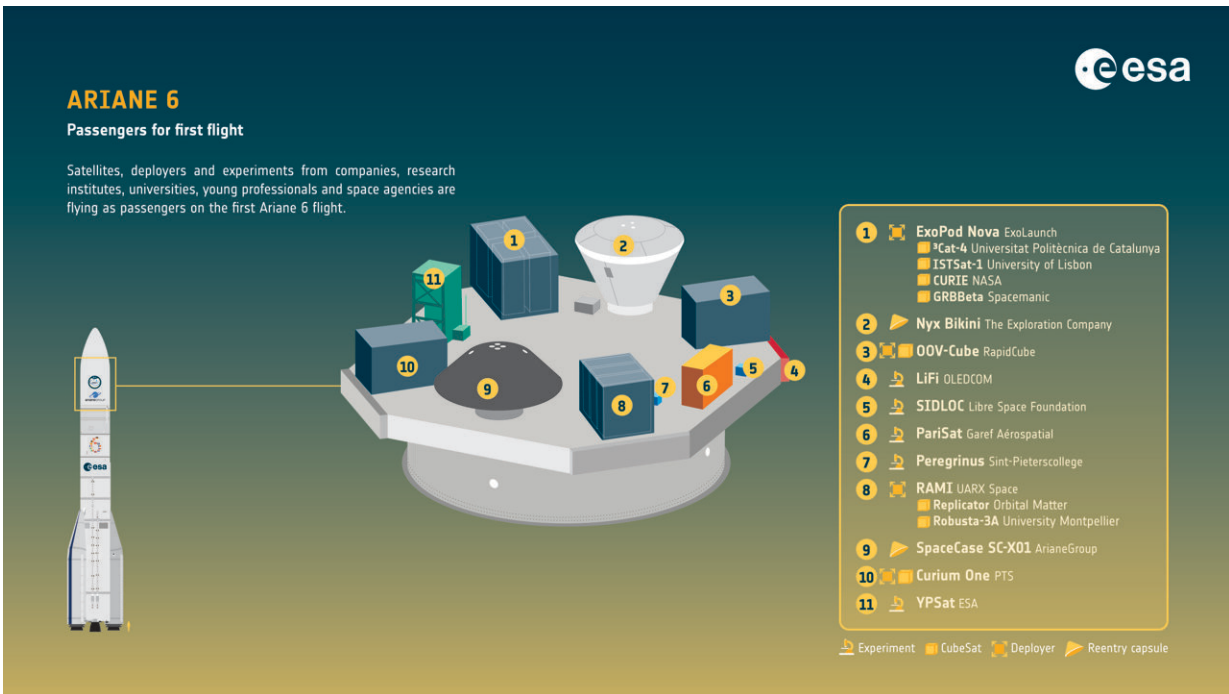 esa
ARIANE 6
Passengers for first flight
Satellites, deployers and experiments from companies, research
institutes, universities, young professionals and space agencies are
flying as passengers on the first Ariane 6 flight.
1
2
3
4
5
6
7
8
9
10
11
6
esa
1 ExoPod Nova ExoLaunch
³Cat-4 Universitat Politècnica de Catalunya
ISTSat-1 University of Lisbon
CURIE NASA
GRBBeta Spacemanic
2 Nyx Bikini The Exploration Company
3 OOV-Cube RapidCube
4 LiFi OLEDCOM
5 SIDLOC Libre Space Foundation
6 PariSat Garef Aérospatial
7 Peregrinus Sint-Pieterscollege
8 RAMI UARX Space
Replicator Orbital Matter
Robusta-3A University Montpellier
9 SpaceCase SC-X01 ArianeGroup
10 Curium One PTS
11 YPSat ESA
Experiment CubeSat Deployer Reentry capsule